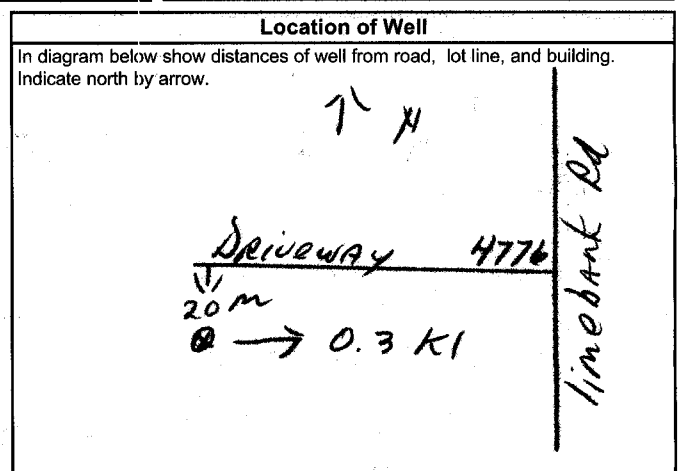 Location of Well
In diagram below show distances of well from road, lot line, and building.
Indicate north by arrow.
N
Driveway 4776
20 m
0.3 Kl
limebank Rd